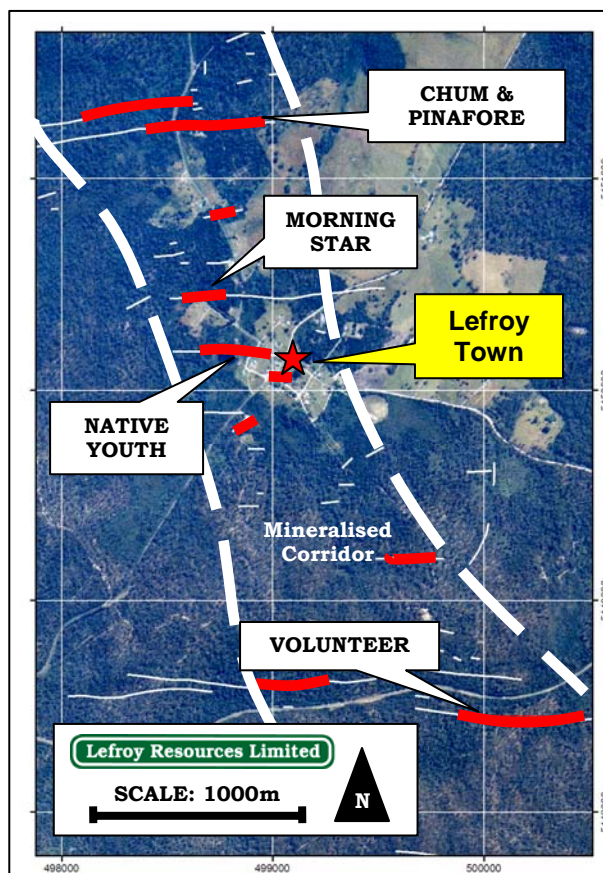 CHUM &
PINAFORE
MORNING
STAR
Lefroy
Town
NATIVE
YOUTH
Mineralised
Corridor
VOLUNTEER
Lefroy Resources Limited
SCALE: 1000m
N
498000
499000
500000